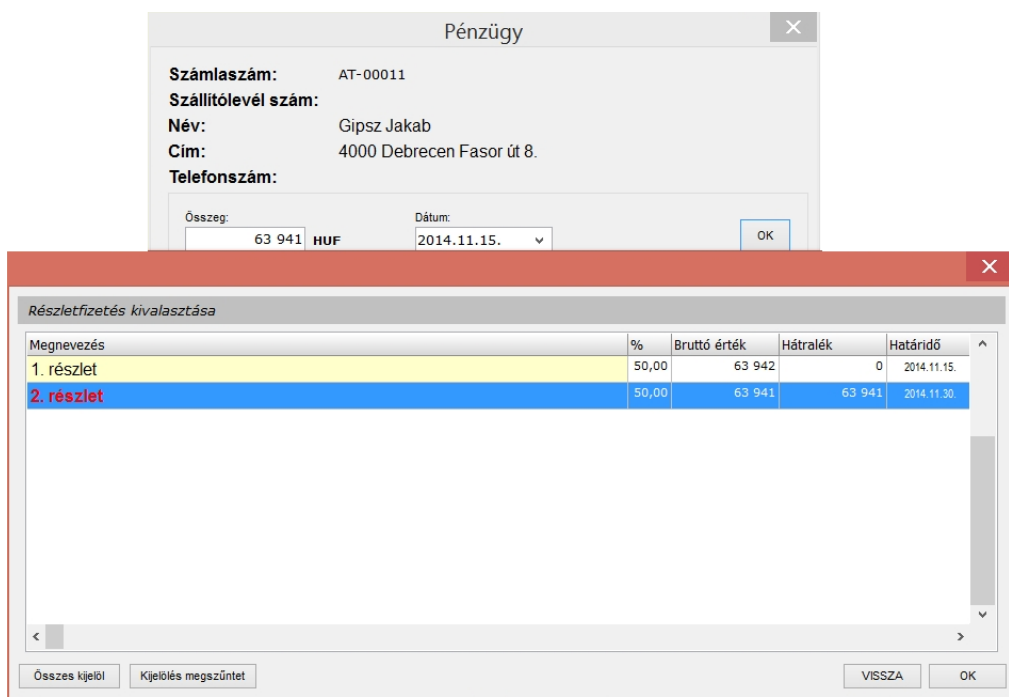 Pénzügy
Számlaszám: AT-00011
Szállítólevél szám:
Név: Gipsz Jakab
Cím: 4000 Debrecen Fasor út 8.
Telefonszám:
Összeg: Dátum:
63 941 HUF 2014.11.15. OK
Részletfizetés kivalasztása
Megnevezés % Bruttó érték Hátralék Határidő
1. részlet 50,00 63 942 0 2014.11.15.
2. részlet 50,00 63 941 63 941 2014.11.30.
Összes kijelöl Kijelölés megszűntet VISSZA OK